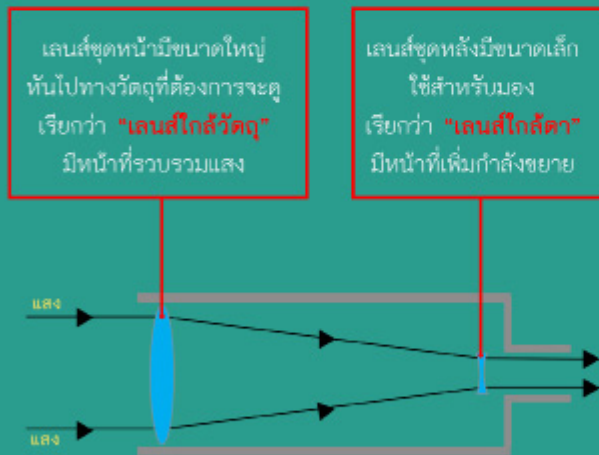 เลนส์ชุดหน้ามีขนาดใหญ่
หันไปทางวัตถุที่ต้องการจะดู
เรียกว่า "เลนส์ใกล้วัตถุ"
มีหน้าที่รวบรวมแสง
เลนส์ชุดหลังมีขนาดเล็ก
ใช้สำหรับมอง
เรียกว่า "เลนส์ใกล้ตา"
มีหน้าที่เพิ่มกำลังขยาย
แสง
แสง